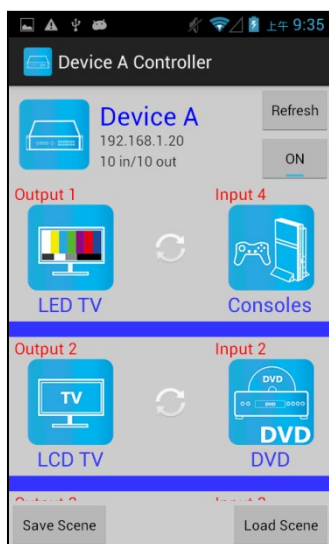 上午 9:35
Device A Controller
Device A
192.168.1.20
10 in/10 out
Refresh
ON
Output 1
Input 4
LED TV
Consoles
Output 2
Input 2
TV
DVD
DVD
DVD
LCD TV
DVD
Save Scene
Load Scene